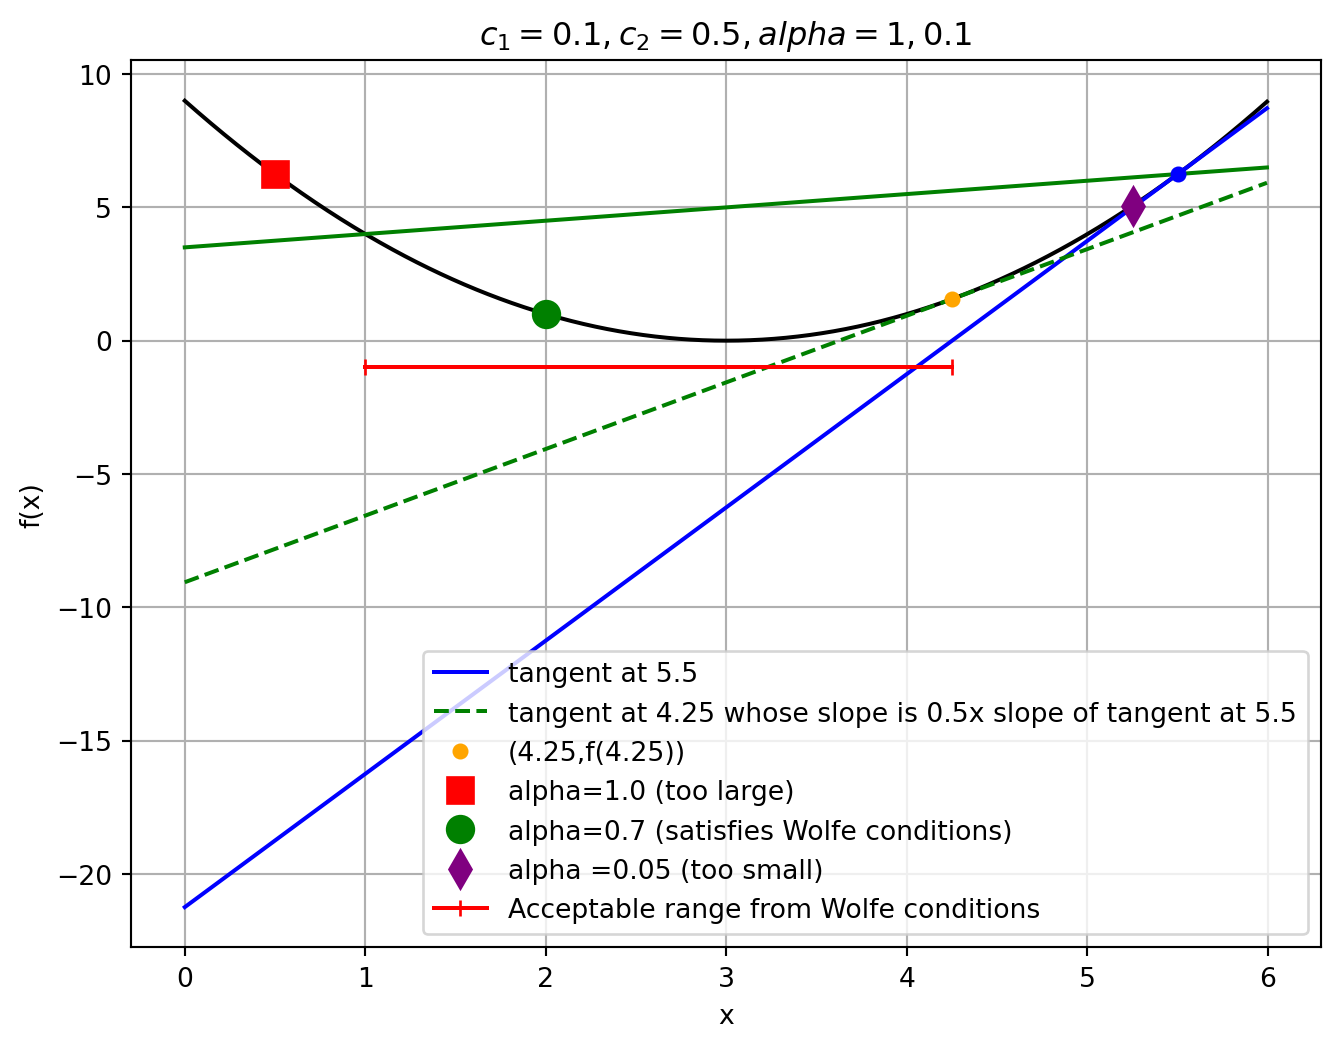 c₁ = 0.1, c₂ = 0.5, alpha = 1, 0.1
10
5
0
−5
−10
−15
−20
f(x)
tangent at 5.5
tangent at 4.25 whose slope is 0.5x slope of tangent at 5.5
(4.25,f(4.25))
alpha=1.0 (too large)
alpha=0.7 (satisfies Wolfe conditions)
alpha =0.05 (too small)
Acceptable range from Wolfe conditions
0 1 2 3 4 5 6
x